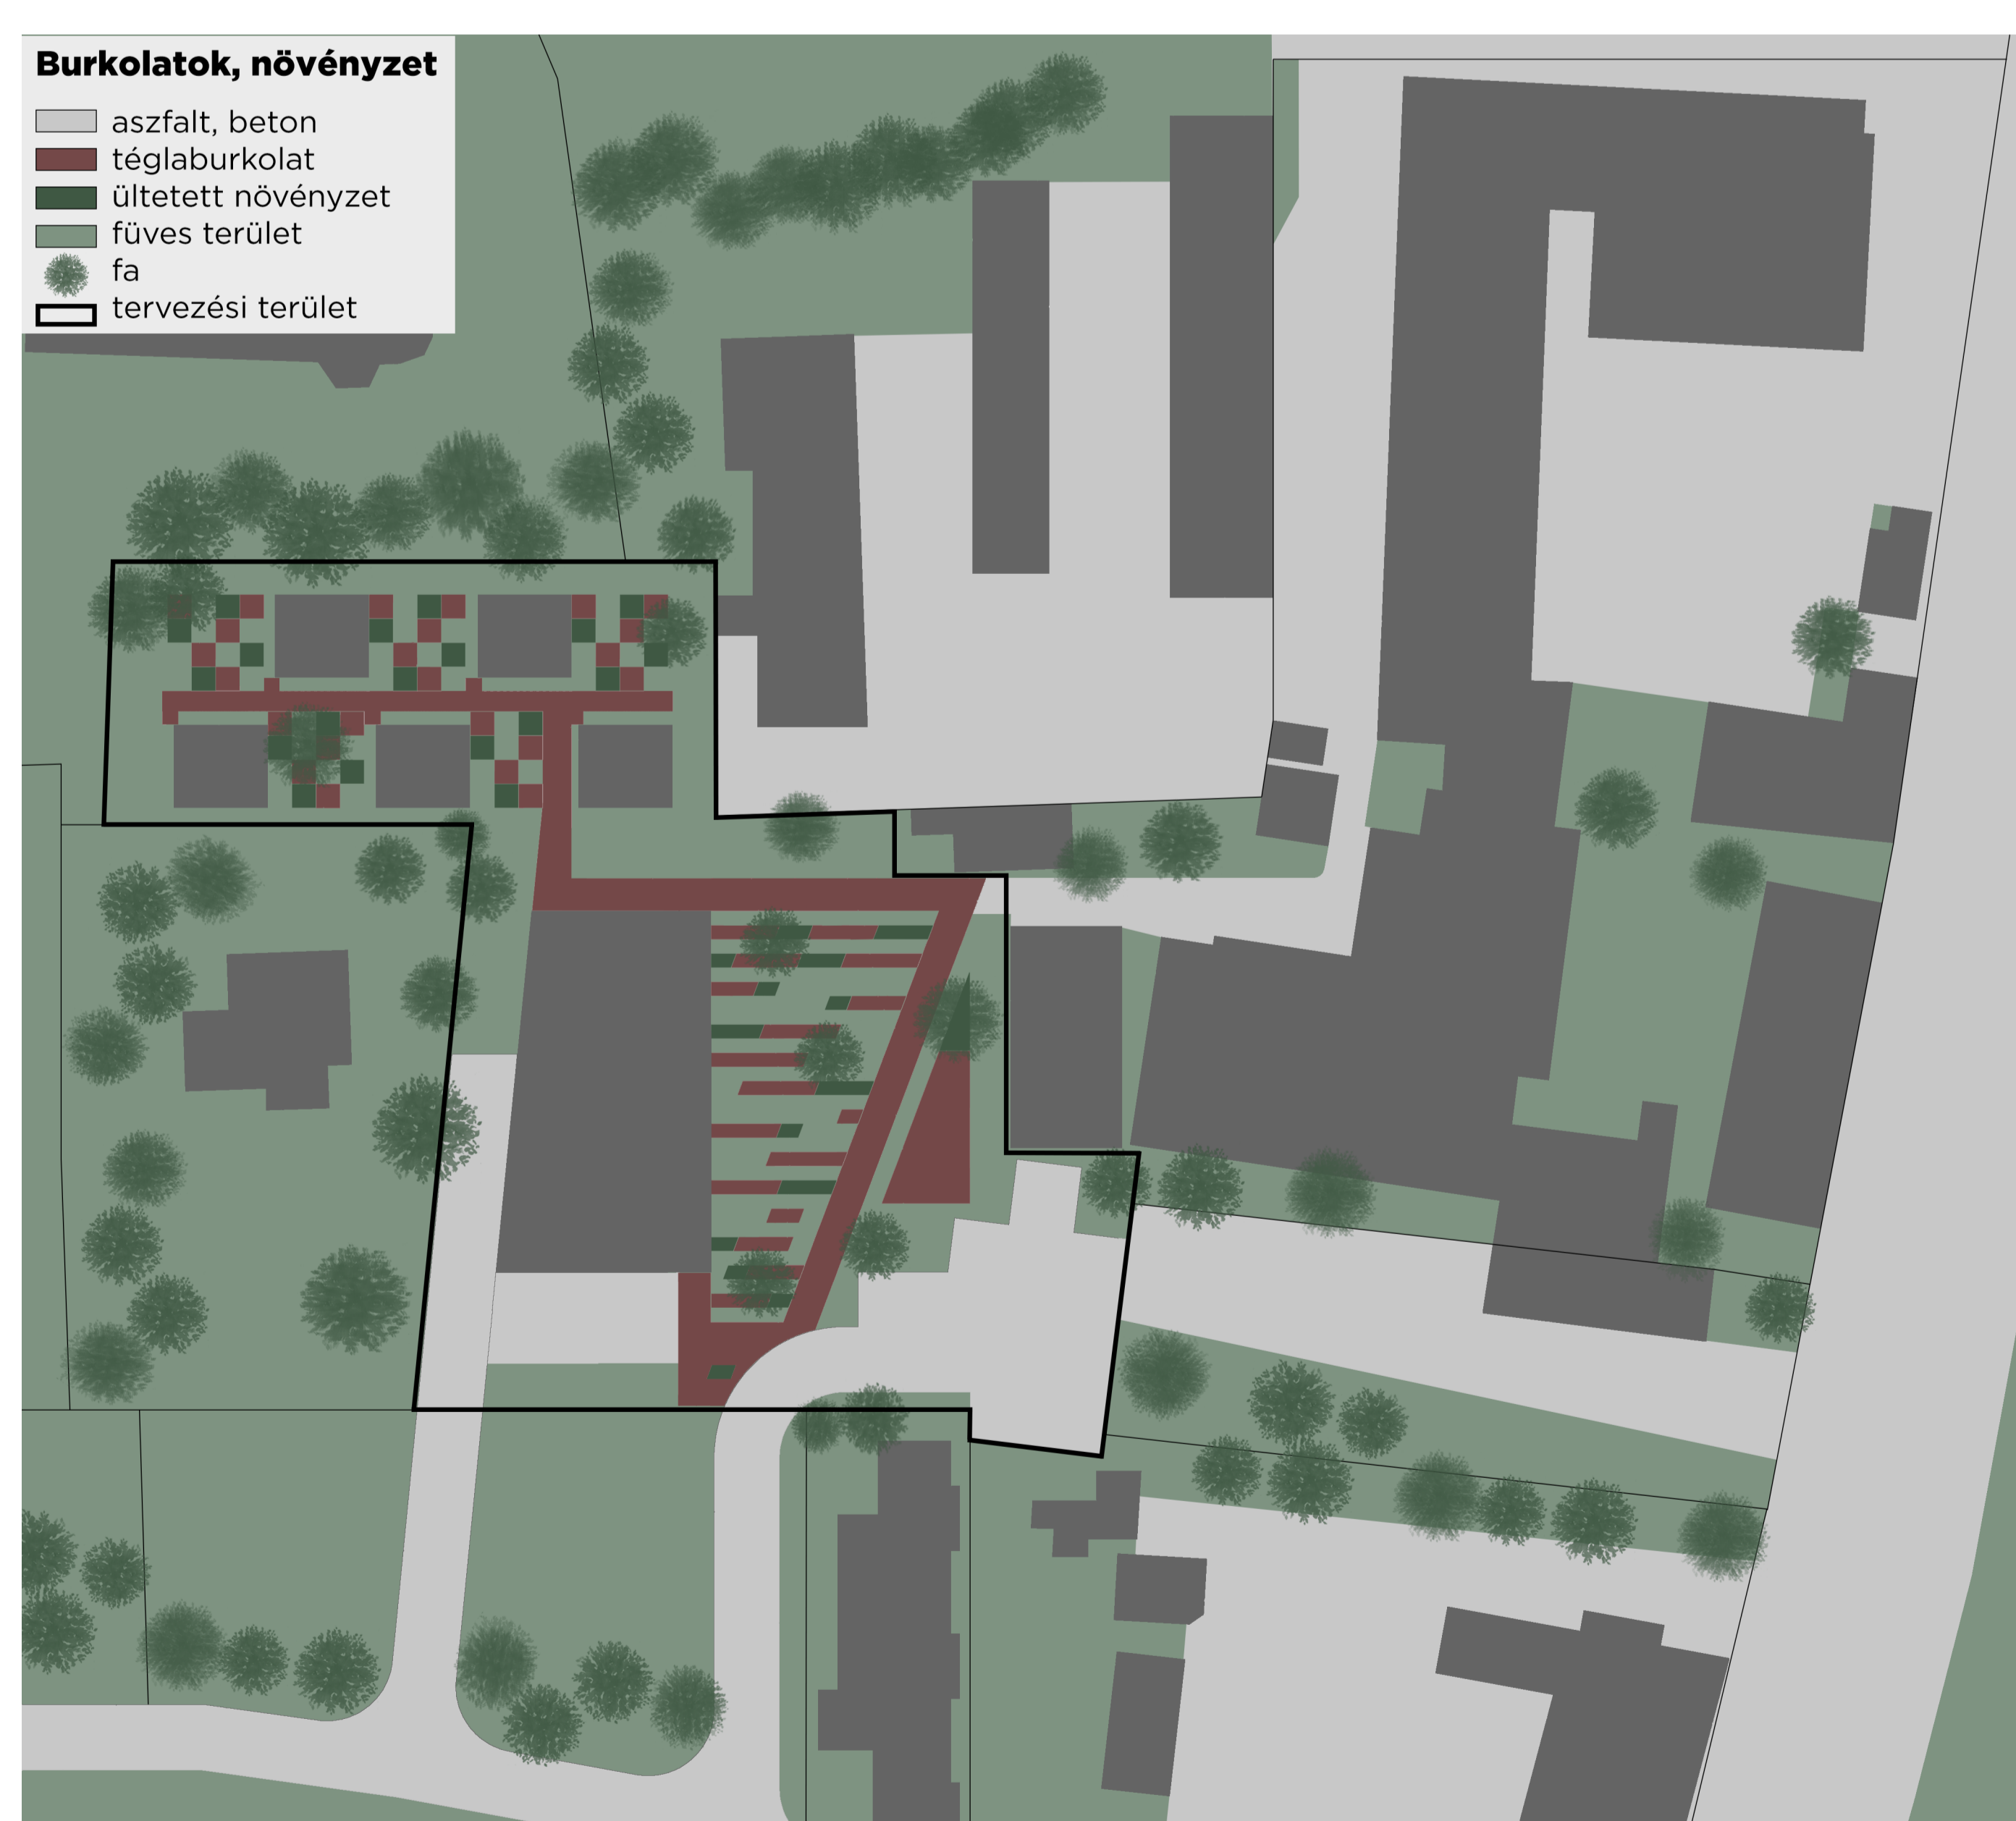 Burkolatok, növényzet
aszfalt, beton
téglaburkolat
ültetett növényzet
füves terület
fa
tervezési terület